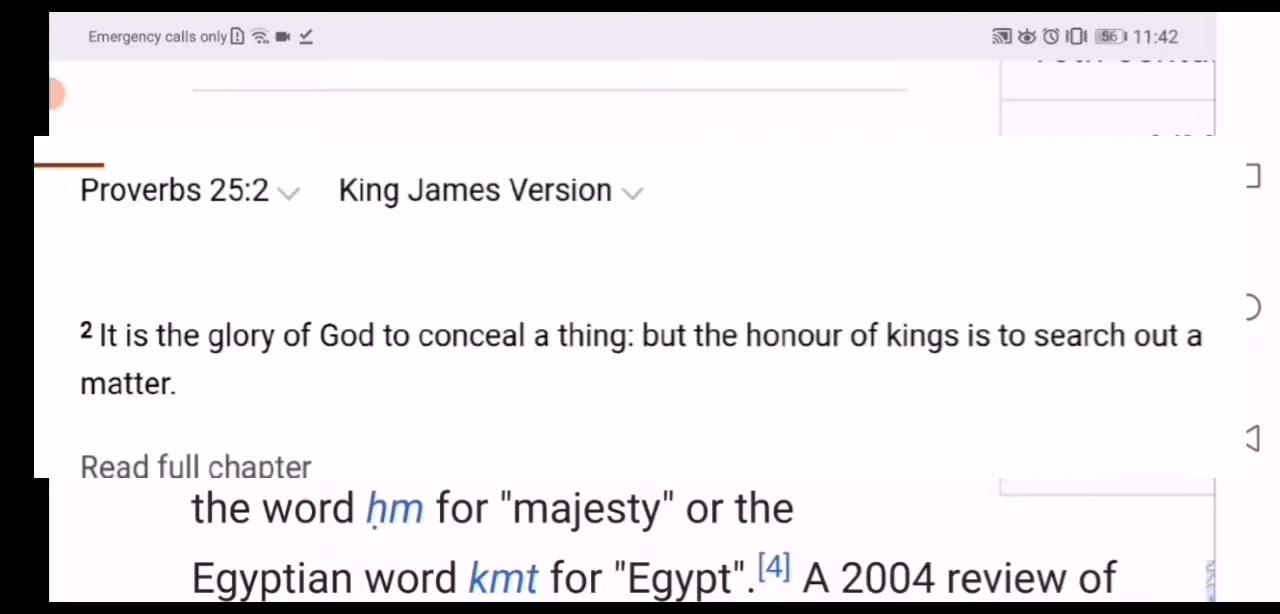 Emergency calls only
56 11:42
Proverbs 25:2 King James Version
2 It is the glory of God to conceal a thing: but the honour of kings is to search out a
matter.
Read full chapter
the word ḥm for "majesty" or the
Egyptian word kmt for "Egypt".[4] A 2004 review of